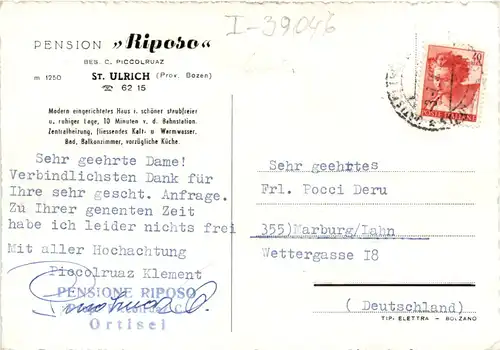 I-39046
PENSION „Riposo“
BES. C. PICCOLRUAZ
m 1250 ST. ULRICH (Prov. Bozen)
☎ 62 15
Modern eingerichtetes Haus i. schöner staubfreier
u. ruhiger Lage, 10 Minuten v. d. Bahnstation.
Zentralheizung, fliessendes Kalt- u. Warmwasser.
Bad, Balkonzimmer, vorzügliche Küche.
Sehr geehrte Dame!
Verbindlichsten Dank für
Ihre sehr gescht. Anfrage.
Zu Ihrer genenten Zeit
habe ich leider nichts frei
Mit aller Hochachtung
Piccolruaz Klement
PENSIONE RIPOSO
Ortisei
40
POSTE ITALIANE
Sehr geehrtes
Frl. Pocci Deru
355)Marburg/Lahn
Wettergasse I8
(Deutschland)
TIP. ELETTRA - BOLZANO